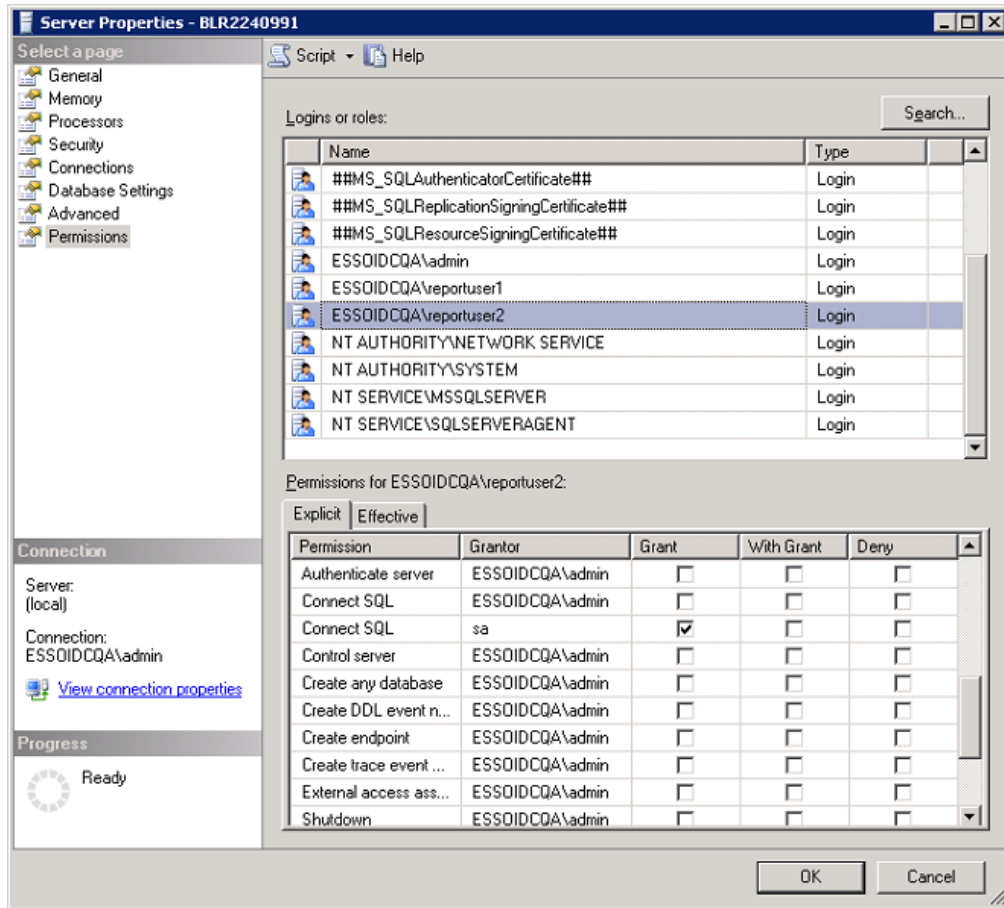 Server Properties - BLR2240991
Select a page
General
Memory
Processors
Security
Connections
Database Settings
Advanced
Permissions
Connection
Server:
(local)
Connection:
ESSOIDCQA\admin
View connection properties
Progress
Ready
Script Help
Logins or roles:
Search...
Name Type
##MS_SQLAuthenticatorCertificate## Login
##MS_SQLReplicationSigningCertificate## Login
##MS_SQLResourceSigningCertificate## Login
ESSOIDCQA\admin Login
ESSOIDCQA\reportuser1 Login
ESSOIDCQA\reportuser2 Login
NT AUTHORITY\NETWORK SERVICE Login
NT AUTHORITY\SYSTEM Login
NT SERVICE\MSSQLSERVER Login
NT SERVICE\SQLSERVERAGENT Login
Permissions for ESSOIDCQA\reportuser2:
Explicit Effective
Permission Grantor Grant With Grant Deny
Authenticate server ESSOIDCQA\admin
Connect SQL ESSOIDCQA\admin
Connect SQL sa
Control server ESSOIDCQA\admin
Create any database ESSOIDCQA\admin
Create DDL event n... ESSOIDCQA\admin
Create endpoint ESSOIDCQA\admin
Create trace event ... ESSOIDCQA\admin
External access ass... ESSOIDCQA\admin
Shutdown ESSOIDCQA\admin
OK Cancel